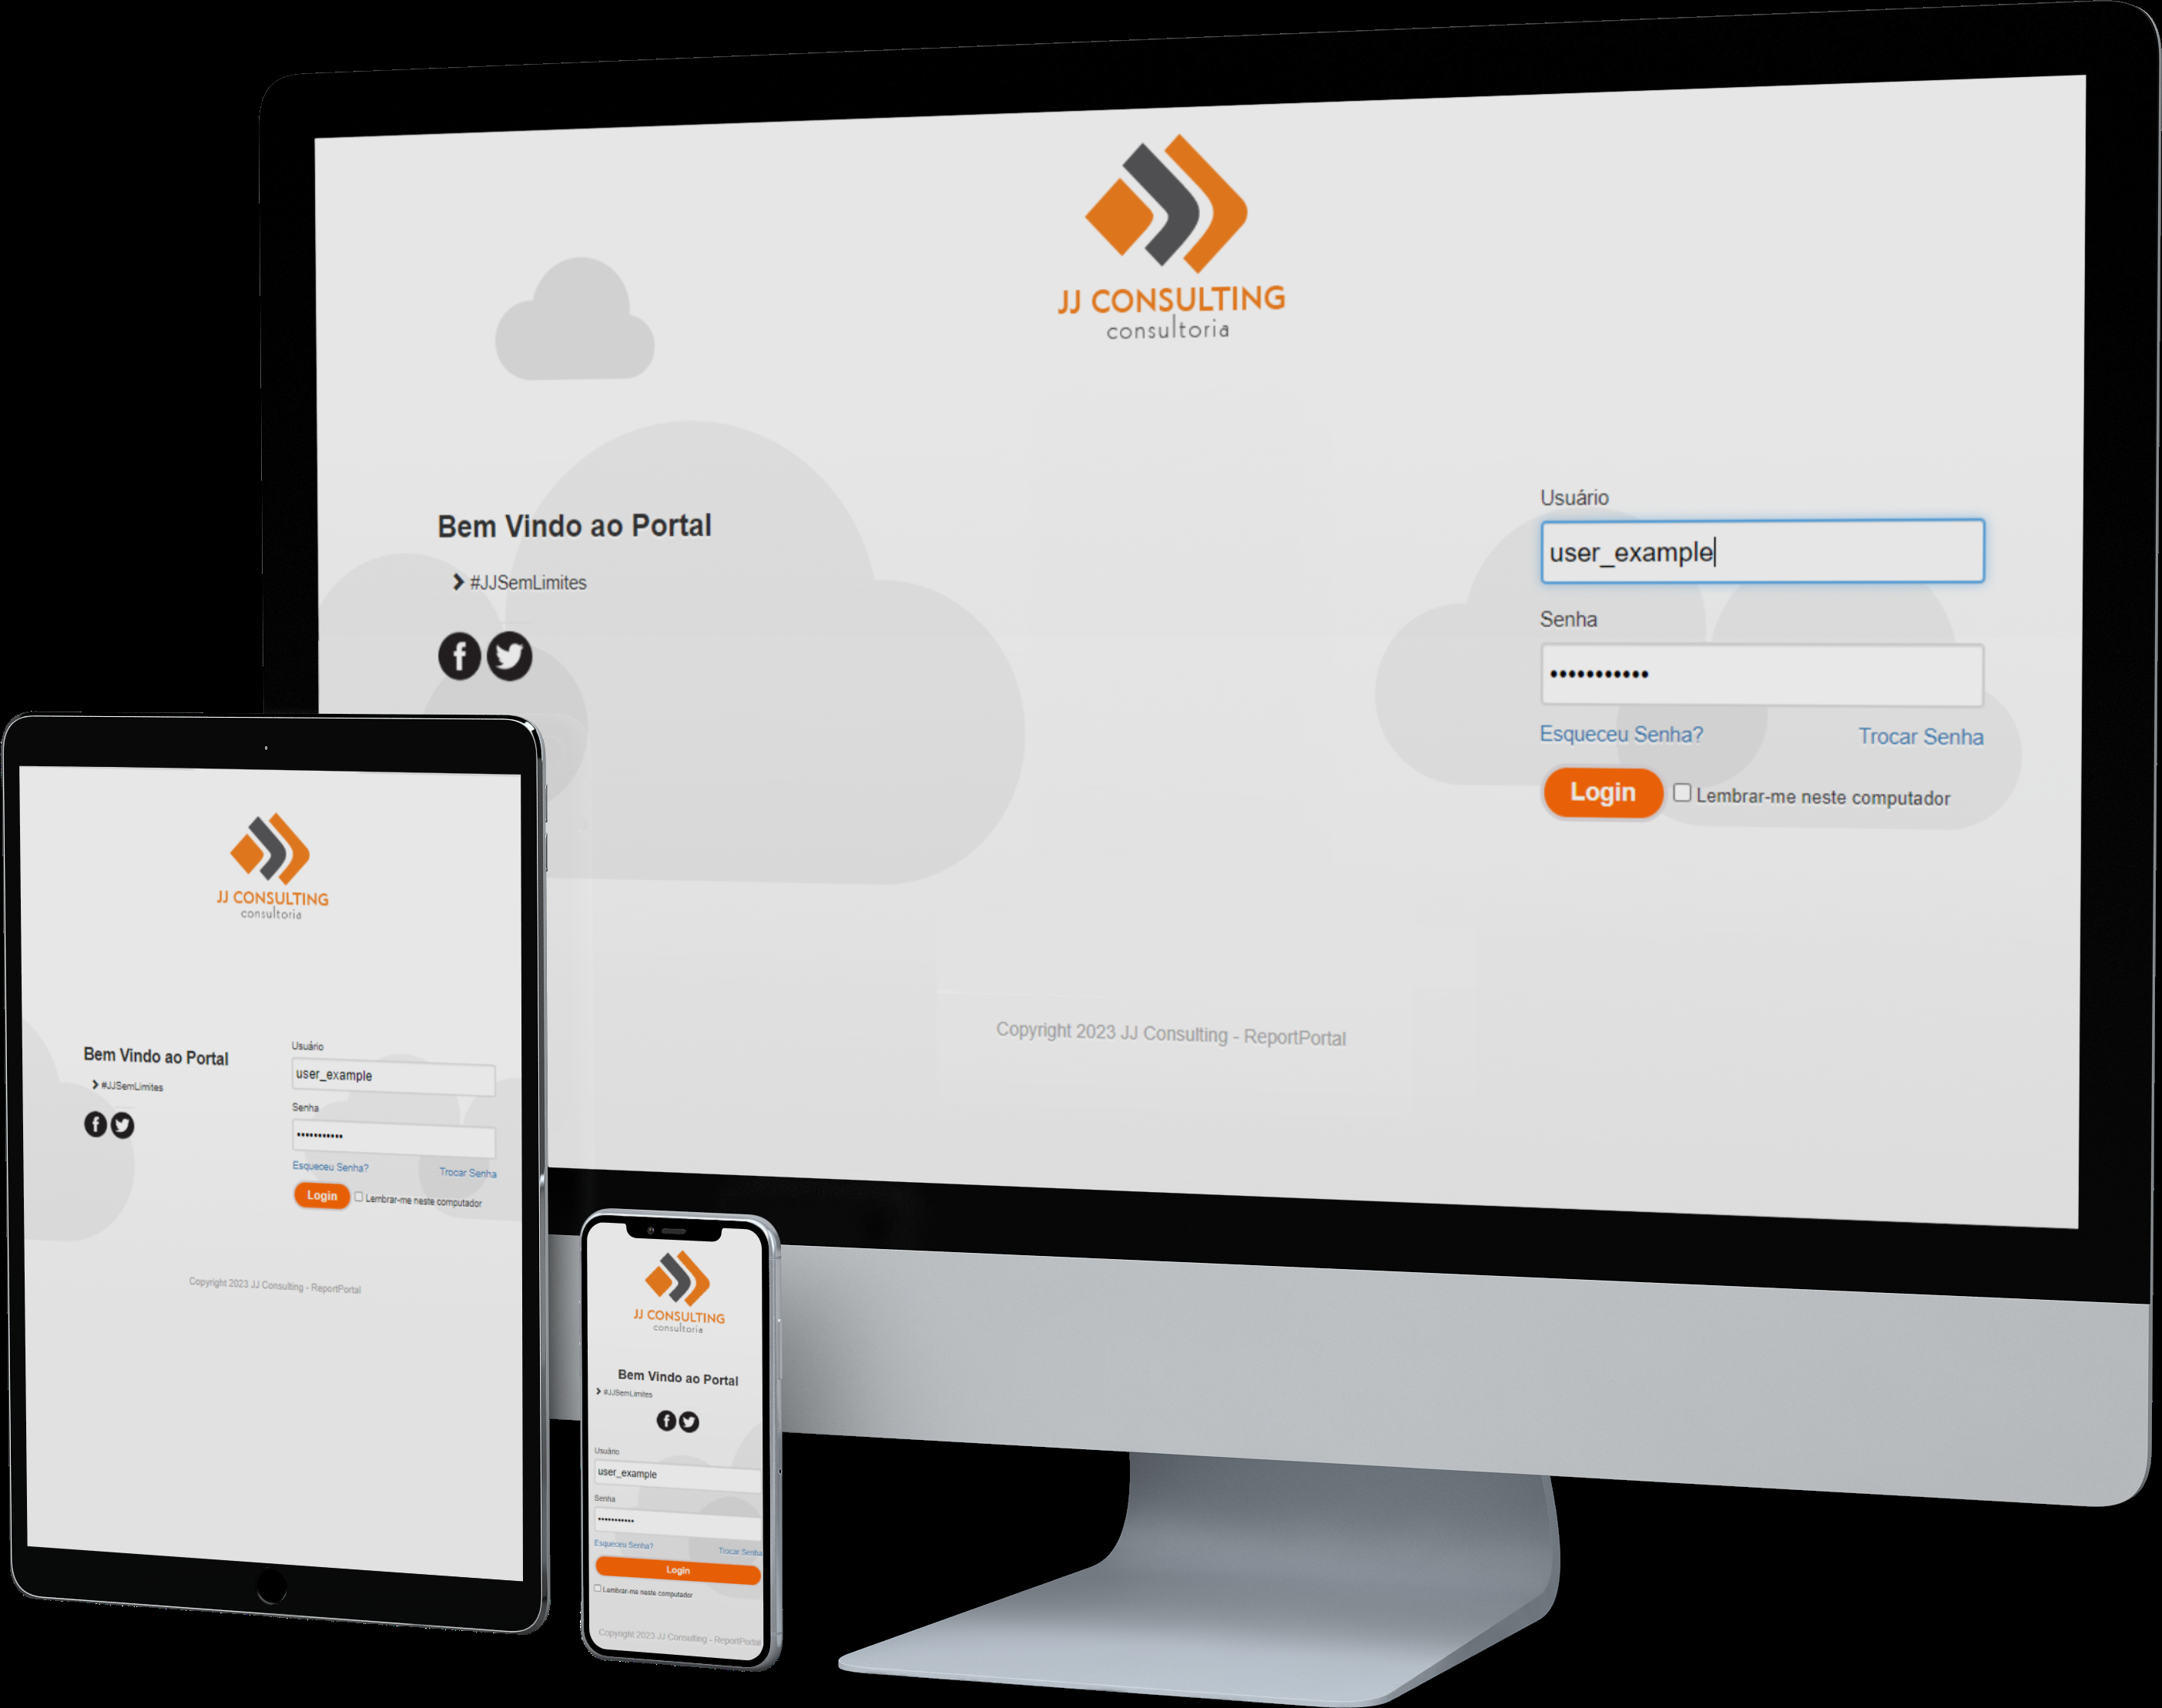 JJ CONSULTING
consultoria
Bem Vindo ao Portal
#JJSemLimites
Usuário
user_example
Senha
Esqueceu Senha?
Trocar Senha
Login
Lembrar-me neste computador
Copyright 2023 JJ Consulting - ReportPortal
JJ CONSULTING
consultoria
Bem Vindo ao Portal
#JJSemLimites
Usuário
user_example
Senha
Esqueceu Senha?
Trocar Senha
Login
Lembrar-me neste computador
Copyright 2023 JJ Consulting - ReportPortal
JJ CONSULTING
consultoria
Bem Vindo ao Portal
#JJSemLimites
Usuário
user_example
Senha
Esqueceu Senha?
Trocar Senha
Login
Lembrar-me neste computador
Copyright 2023 JJ Consulting - ReportPortal